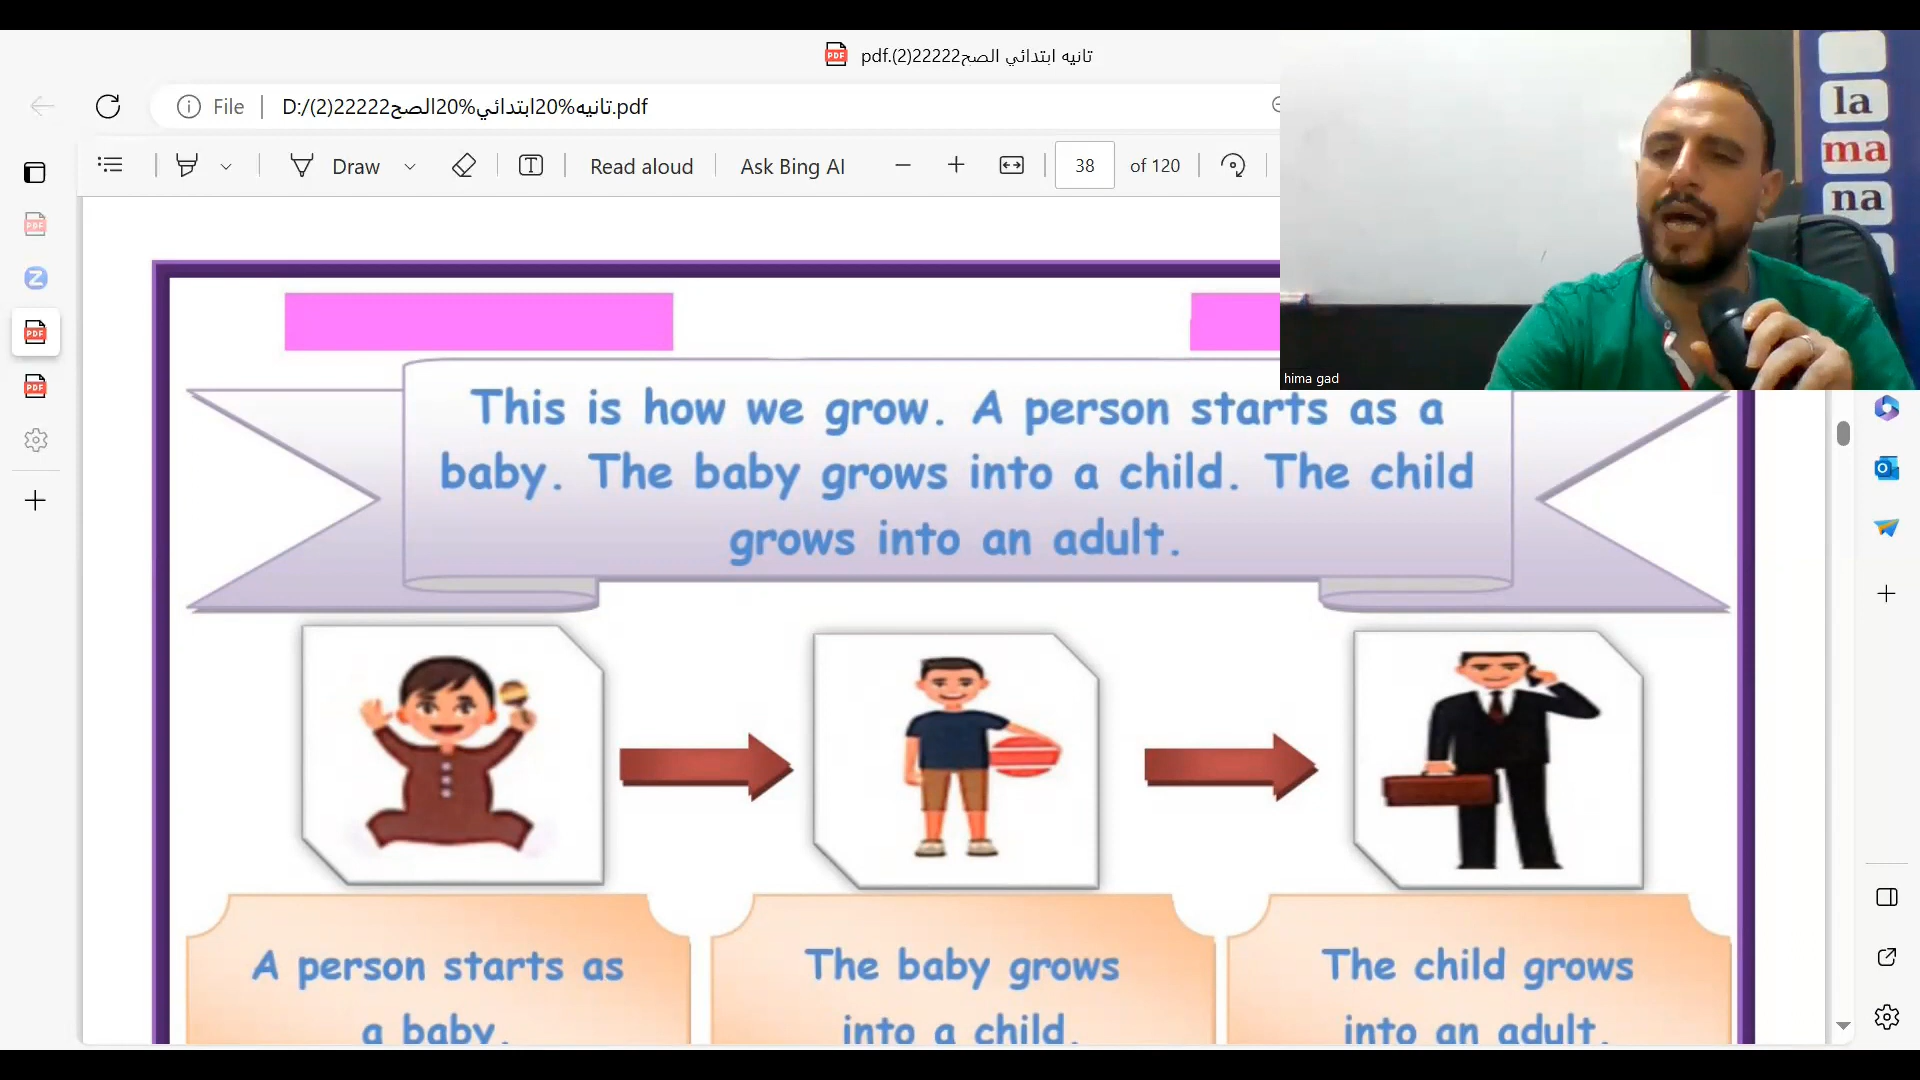 تانيه ابتدائي الصح22222(2).pdf
File
D:/تانيه%20ابتدائي%20الصح22222(2).pdf
Draw
Read aloud
Ask Bing AI
38
of 120
la
ma
na
hima gad
This is how we grow. A person starts as a
baby. The baby grows into a child. The child
grows into an adult.
A person starts as
a baby.
The baby grows
into a child.
The child grows
into an adult.